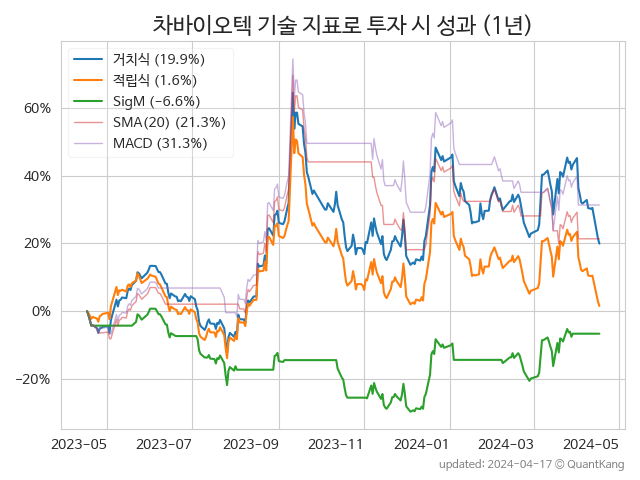 차바이오텍 기술 지표로 투자 시 성과 (1년)
거치식 (19.9%)
적립식 (1.6%)
SigM (−6.6%)
SMA(20) (21.3%)
MACD (31.3%)
60%
40%
20%
0%
−20%
2023-05 2023-07 2023-09 2023-11 2024-01 2024-03 2024-05
updated: 2024-04-17 © QuantKang